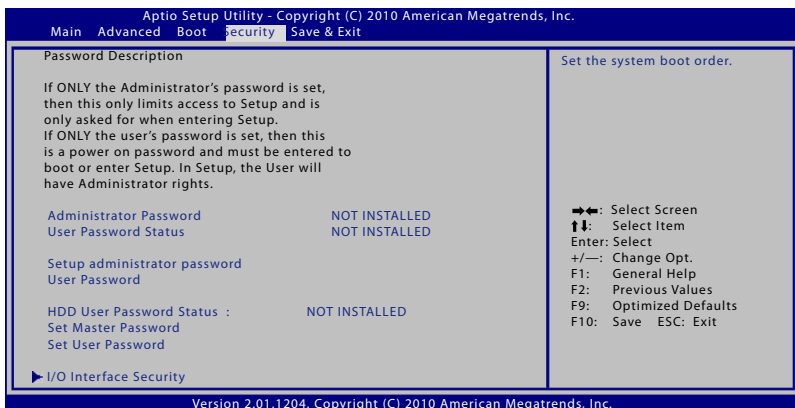 Aptio Setup Utility - Copyright (C) 2010 American Megatrends, Inc.
Main Advanced Boot Security Save & Exit
Password Description
If ONLY the Administrator’s password is set,
then this only limits access to Setup and is
only asked for when entering Setup.
If ONLY the user’s password is set, then this
is a power on password and must be entered to
boot or enter Setup. In Setup, the User will
have Administrator rights.
Administrator Password NOT INSTALLED
User Password Status NOT INSTALLED
Setup administrator password
User Password
HDD User Password Status : NOT INSTALLED
Set Master Password
Set User Password
I/O Interface Security
Set the system boot order.
→←: Select Screen
↑↓: Select Item
Enter: Select
+/—: Change Opt.
F1: General Help
F2: Previous Values
F9: Optimized Defaults
F10: Save ESC: Exit
Version 2.01.1204. Copyright (C) 2010 American Megatrends, Inc.